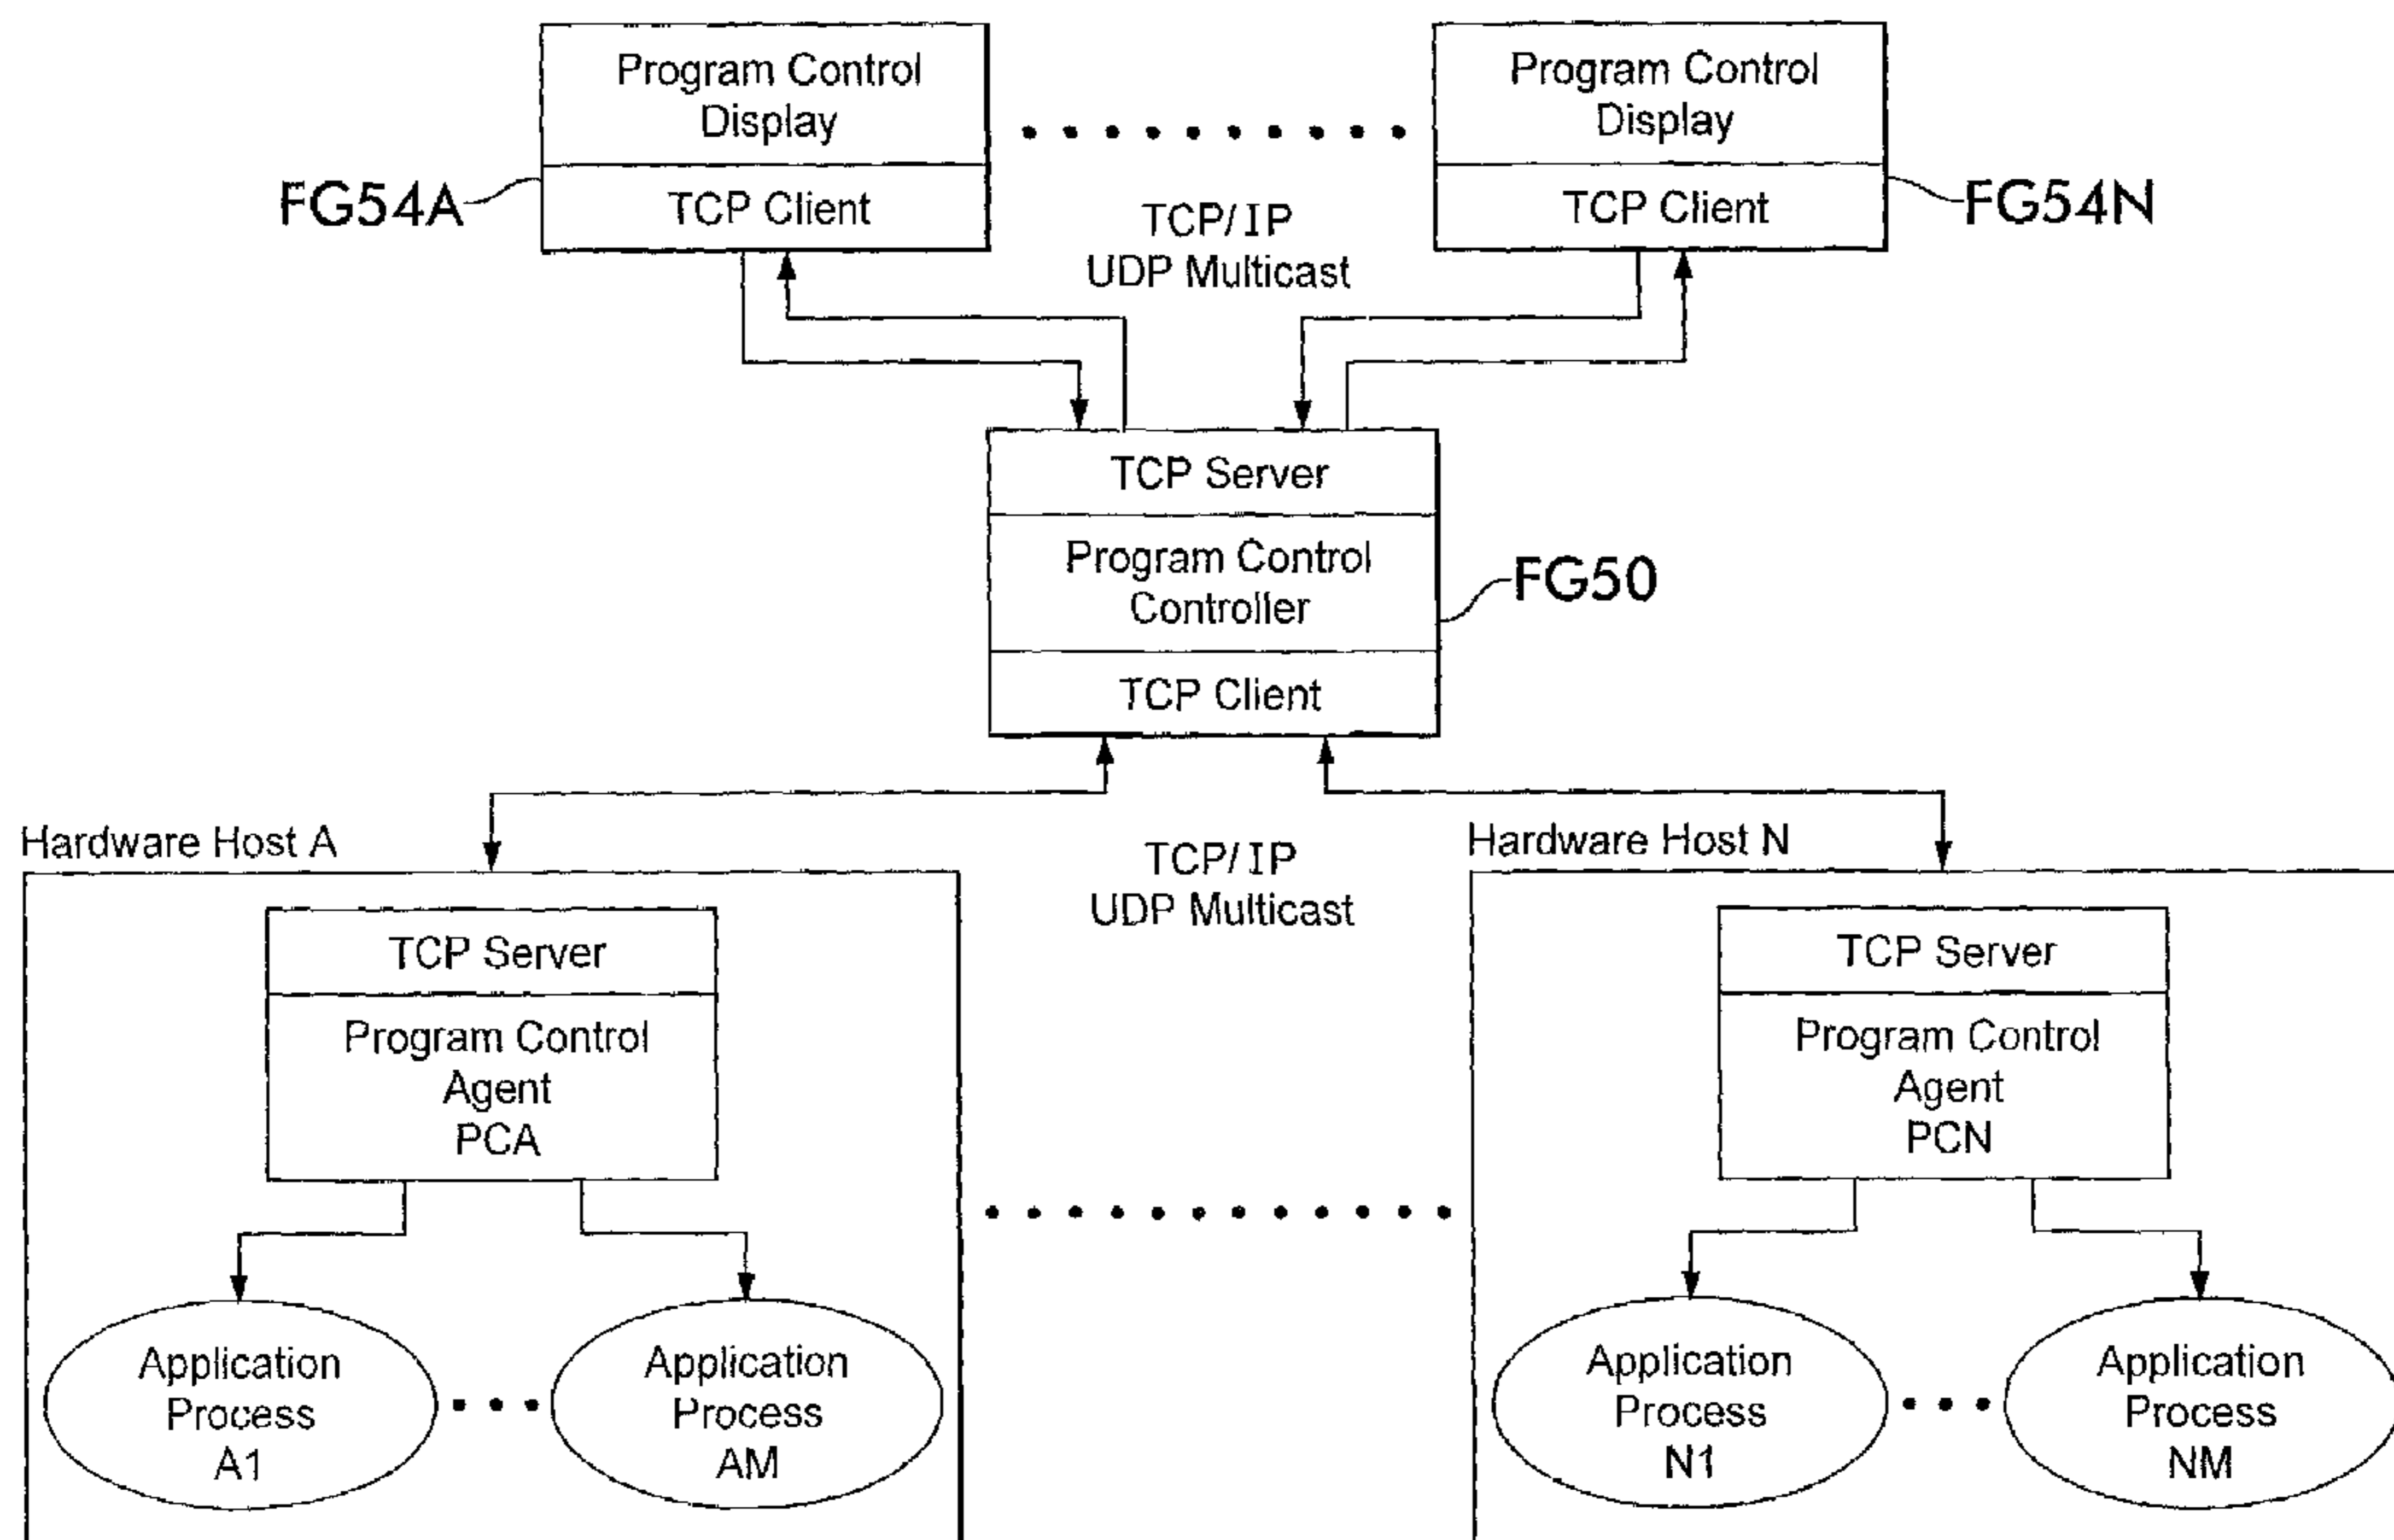 Program Control
Display
TCP Client
FG54A
Program Control
Display
TCP Client
FG54N
TCP/IP
UDP Multicast
TCP Server
Program Control
Controller
TCP Client
FG50
Hardware Host A
TCP/IP
UDP Multicast
Hardware Host N
TCP Server
Program Control
Agent
PCA
Application
Process
A1
Application
Process
AM
TCP Server
Program Control
Agent
PCN
Application
Process
N1
Application
Process
NM